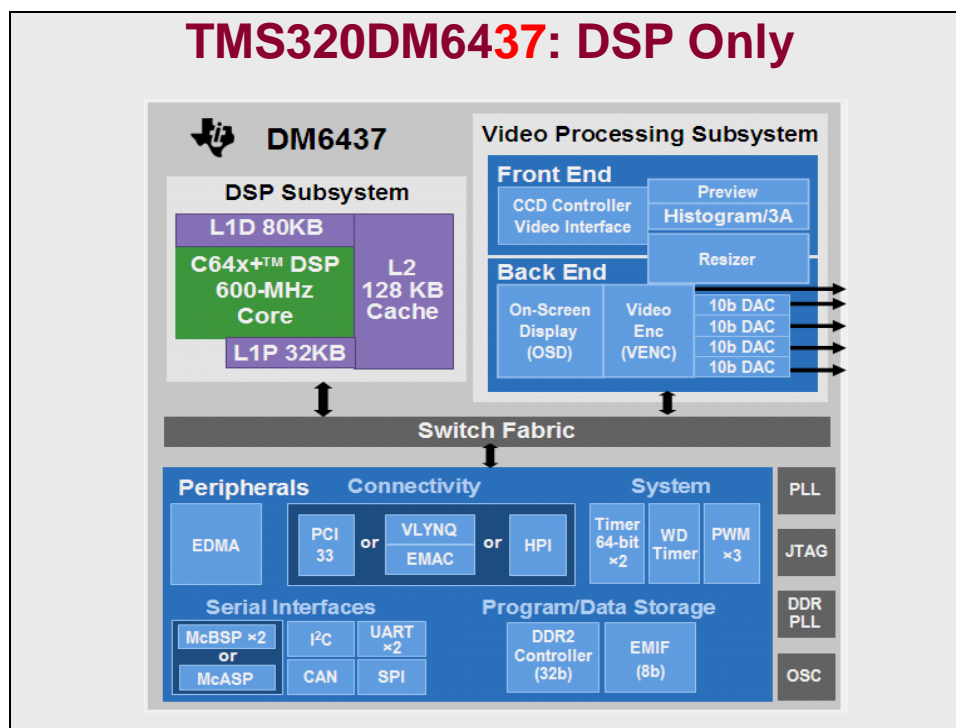 TMS320DM6437: DSP Only
DM6437
DSP Subsystem
L1D 80KB
C64x+™ DSP
600-MHz
Core
L2
128 KB
Cache
L1P 32KB
Video Processing Subsystem
Front End
CCD Controller
Video Interface
Preview
Histogram/3A
Resizer
Back End
On-Screen
Display
(OSD)
Video
Enc
(VENC)
10b DAC
10b DAC
10b DAC
10b DAC
Switch Fabric
Peripherals
Connectivity
System
EDMA
PCI
33
or
VLYNQ
EMAC
or
HPI
Timer
64-bit
×2
WD
Timer
PWM
×3
Serial Interfaces
McBSP ×2
or
McASP
I²C
UART
×2
CAN
SPI
Program/Data Storage
DDR2
Controller
(32b)
EMIF
(8b)
PLL
JTAG
DDR
PLL
OSC